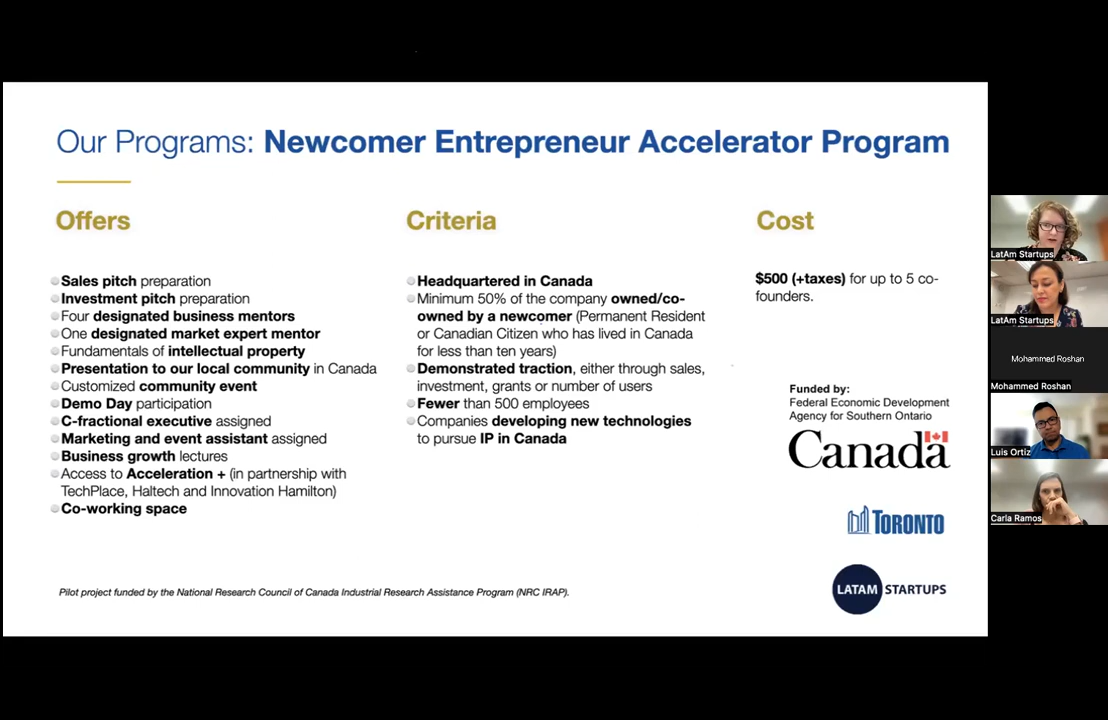 Our Programs: Newcomer Entrepreneur Accelerator Program
Offers
Sales pitch preparation
Investment pitch preparation
Four designated business mentors
One designated market expert mentor
Fundamentals of intellectual property
Presentation to our local community in Canada
Customized community event
Demo Day participation
C-fractional executive assigned
Marketing and event assistant assigned
Business growth lectures
Access to Acceleration + (in partnership with
TechPlace, Haltech and Innovation Hamilton)
Co-working space
Criteria
Headquartered in Canada
Minimum 50% of the company owned/co-
owned by a newcomer (Permanent Resident
or Canadian Citizen who has lived in Canada
for less than ten years)
Demonstrated traction, either through sales,
investment, grants or number of users
Fewer than 500 employees
Companies developing new technologies
to pursue IP in Canada
Cost
$500 (+taxes) for up to 5 co-
founders.
Funded by:
Federal Economic Development
Agency for Southern Ontario
Canada
TORONTO
LATAM STARTUPS
Pilot project funded by the National Research Council of Canada Industrial Research Assistance Program (NRC IRAP).
LatAm Startups
LatAm Startups
Mohammed Roshan
Mohammed Roshan
Luis Ortiz
Carla Ramos